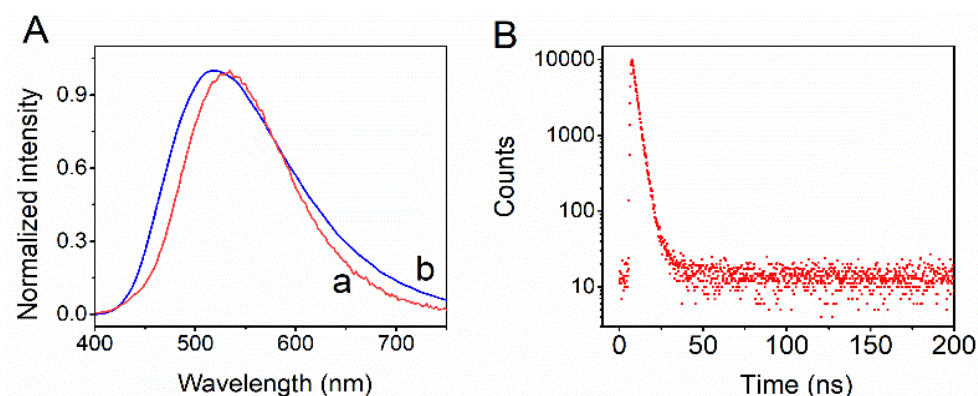 A
Normalized intensity
0.9
0.6
0.3
0.0
a
b
400
500
600
700
Wavelength (nm)
B
Counts
10000
1000
100
10
0
50
100
150
200
Time (ns)